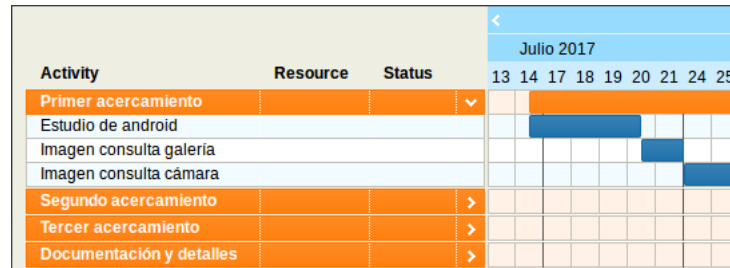 Julio 2017
Activity Resource Status 13 14 17 18 19 20 21 24 25
Primer acercamiento
Estudio de android
Imagen consulta galería
Imagen consulta cámara
Segundo acercamiento
Tercer acercamiento
Documentación y detalles